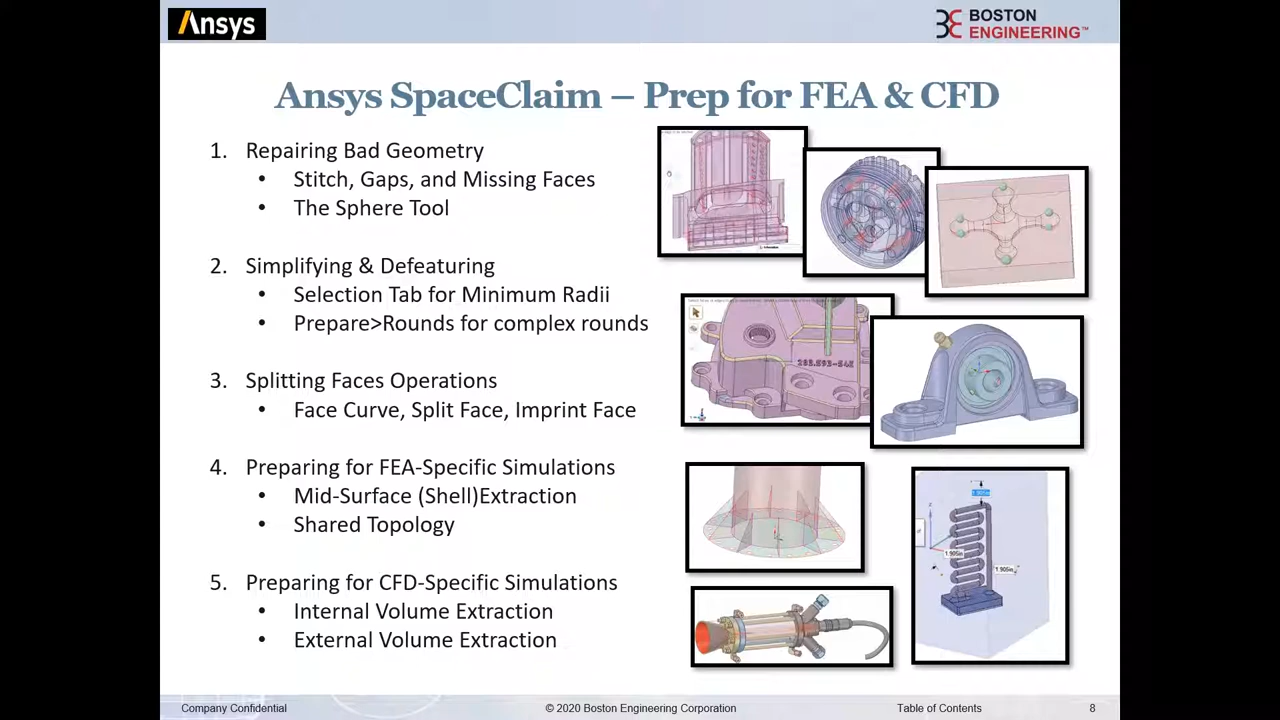 Ansys
BOSTON
ENGINEERING™
Ansys SpaceClaim – Prep for FEA & CFD
1. Repairing Bad Geometry
• Stitch, Gaps, and Missing Faces
• The Sphere Tool
2. Simplifying & Defeaturing
• Selection Tab for Minimum Radii
• Prepare>Rounds for complex rounds
3. Splitting Faces Operations
• Face Curve, Split Face, Imprint Face
4. Preparing for FEA-Specific Simulations
• Mid-Surface (Shell)Extraction
• Shared Topology
5. Preparing for CFD-Specific Simulations
• Internal Volume Extraction
• External Volume Extraction
1.905in
1.905in
Company Confidential
© 2020 Boston Engineering Corporation
Table of Contents
8